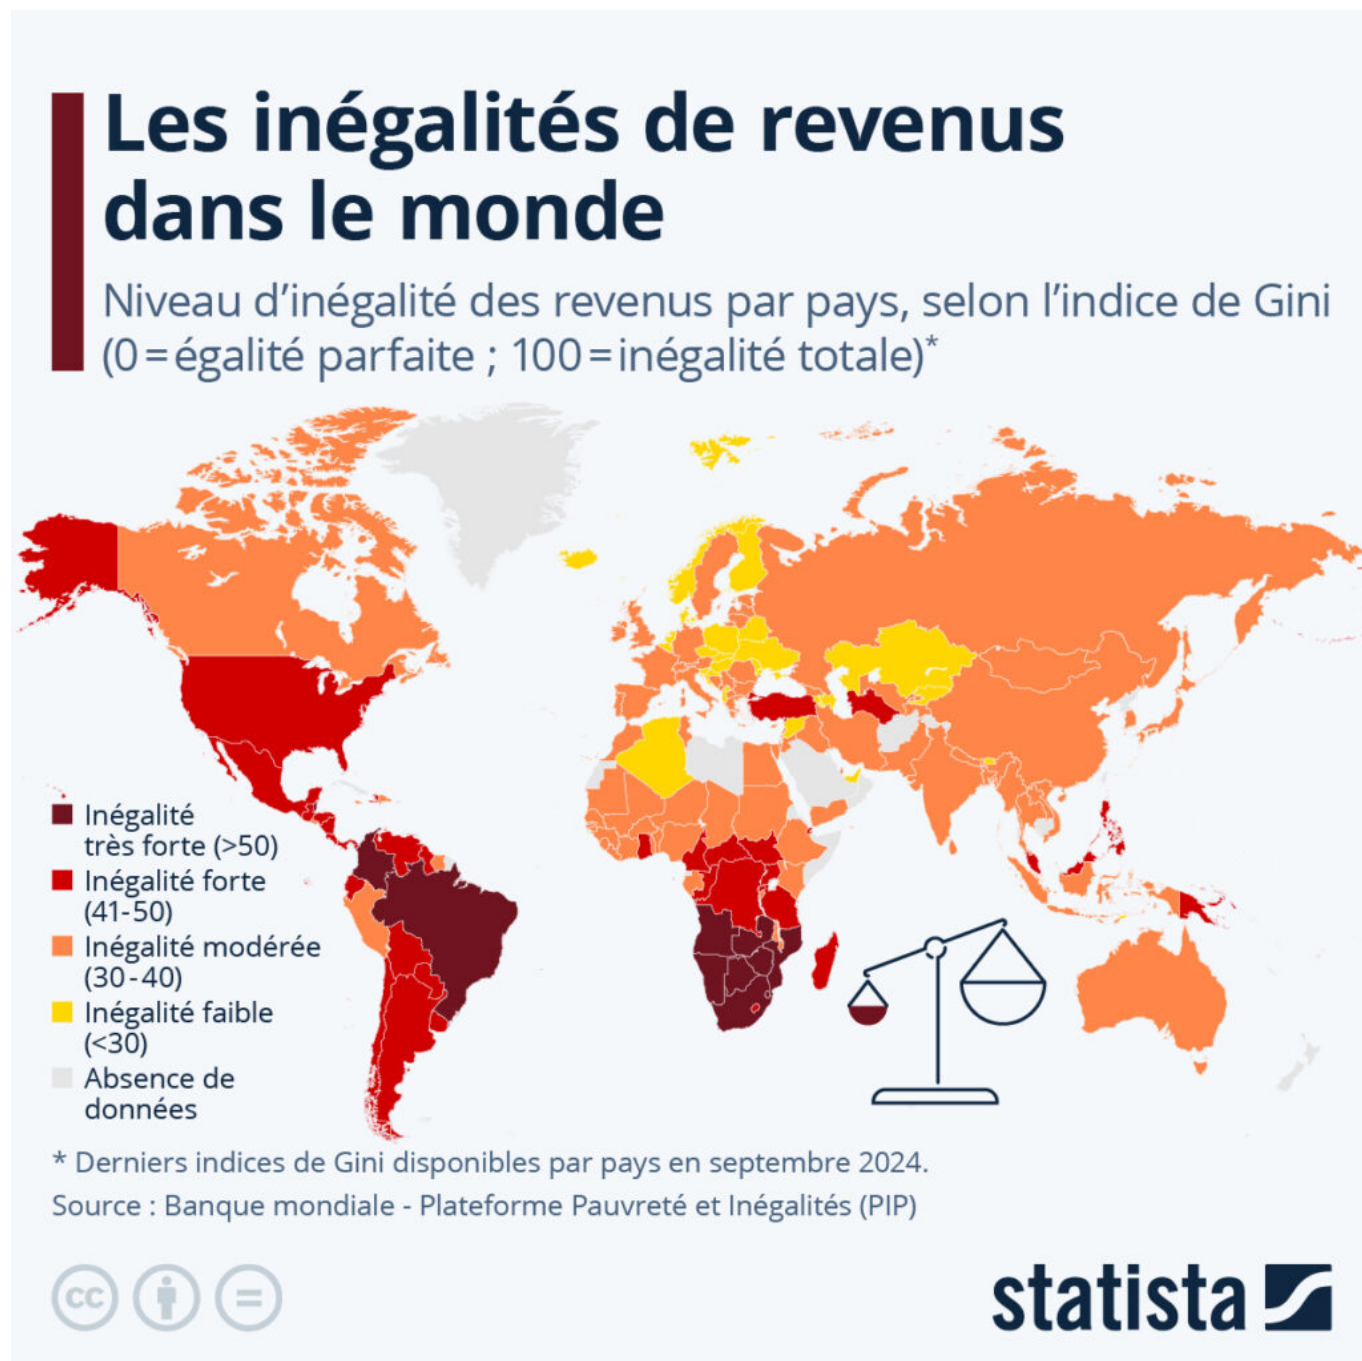 Les inégalités de revenus
dans le monde
Niveau d’inégalité des revenus par pays, selon l’indice de Gini
(0=égalité parfaite ; 100=inégalité totale)*
Inégalité
très forte (>50)
Inégalité forte
(41-50)
Inégalité modérée
(30-40)
Inégalité faible
(<30)
Absence de
données
* Derniers indices de Gini disponibles par pays en septembre 2024.
Source : Banque mondiale - Plateforme Pauvreté et Inégalités (PIP)
cc
statista